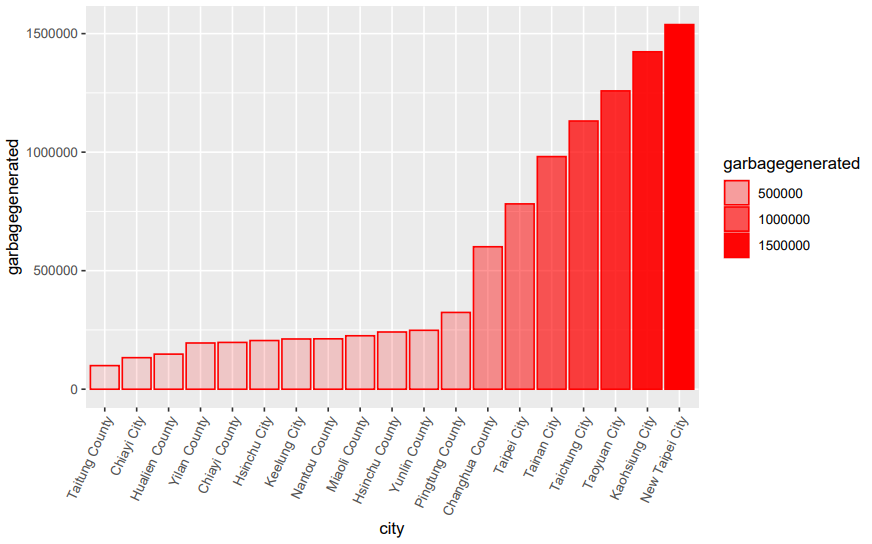 1500000
1000000
500000
0
garbagegenerated
Taitung County
Chiayi City
Hualien County
Yilan County
Chiayi County
Hsinchu City
Keelung City
Nantou County
Miaoli County
Hsinchu County
Yunlin County
Pingtung County
Changhua County
Taipei City
Tainan City
Taichung City
Taoyuan City
Kaohsiung City
New Taipei City
city
garbagegenerated
500000
1000000
1500000